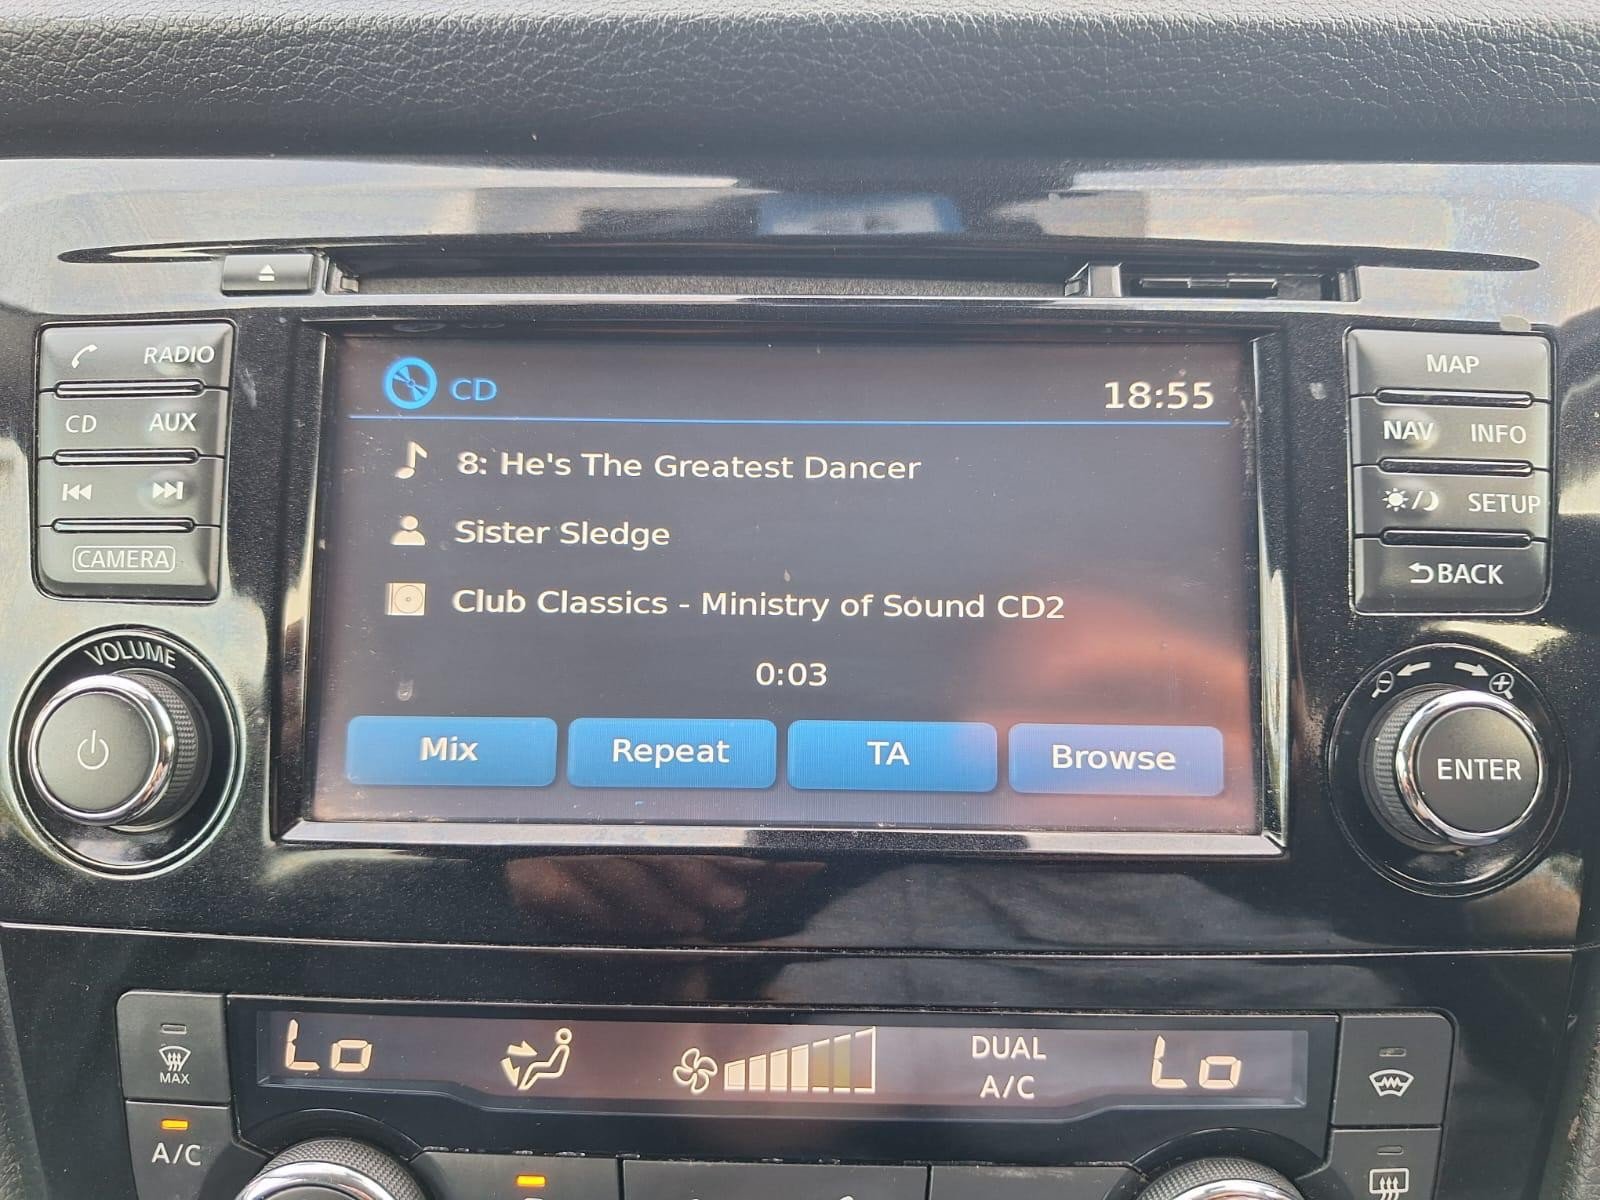 RADIO
CD AUX
CAMERA
VOLUME
CD
18:55
8: He's The Greatest Dancer
Sister Sledge
Club Classics - Ministry of Sound CD2
0:03
Mix
Repeat
TA
Browse
MAP
NAV INFO
SETUP
BACK
ENTER
MAX
A/C
Lo
DUAL
A/C
Lo